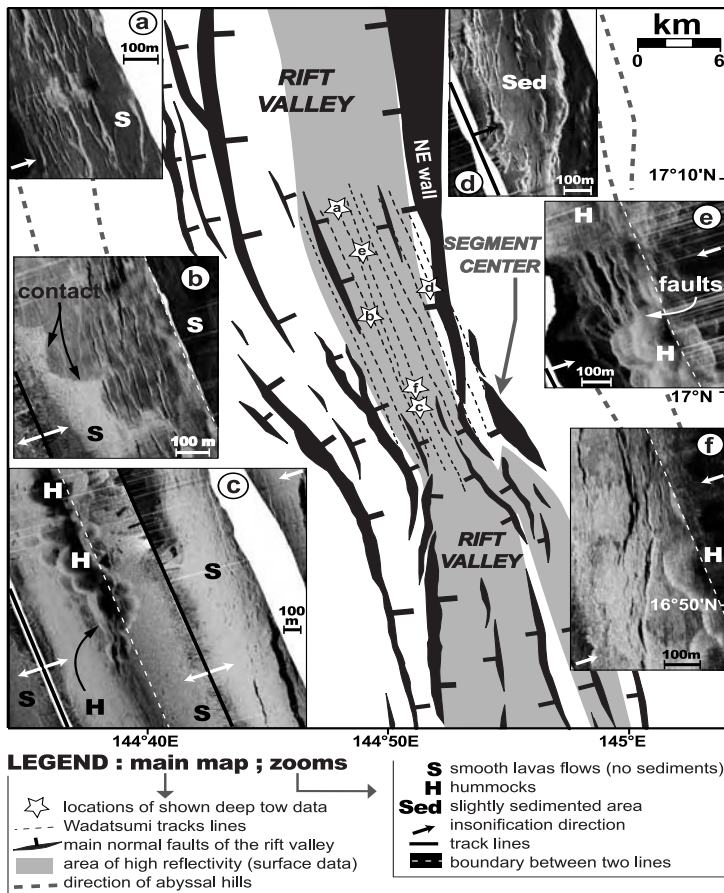 a
100m
S
RIFT
VALLEY
NE wall
Sed
d
100m
km
0
6
17°10'N
b
contact
S
S
100 m
a
e
d
b
f
c
SEGMENT
CENTER
e
H
faults
H
100m
17°N
c
H
H
S
100
m
S
H
S
RIFT
VALLEY
f
H
16°50'N
100m
144°40E
144°50E
145°E
LEGEND : main map ; zooms
locations of shown deep tow data
Wadatsumi tracks lines
main normal faults of the rift valley
area of high reflectivity (surface data)
direction of abyssal hills
S smooth lavas flows (no sediments)
H hummocks
Sed slightly sedimented area
insonification direction
track lines
boundary between two lines